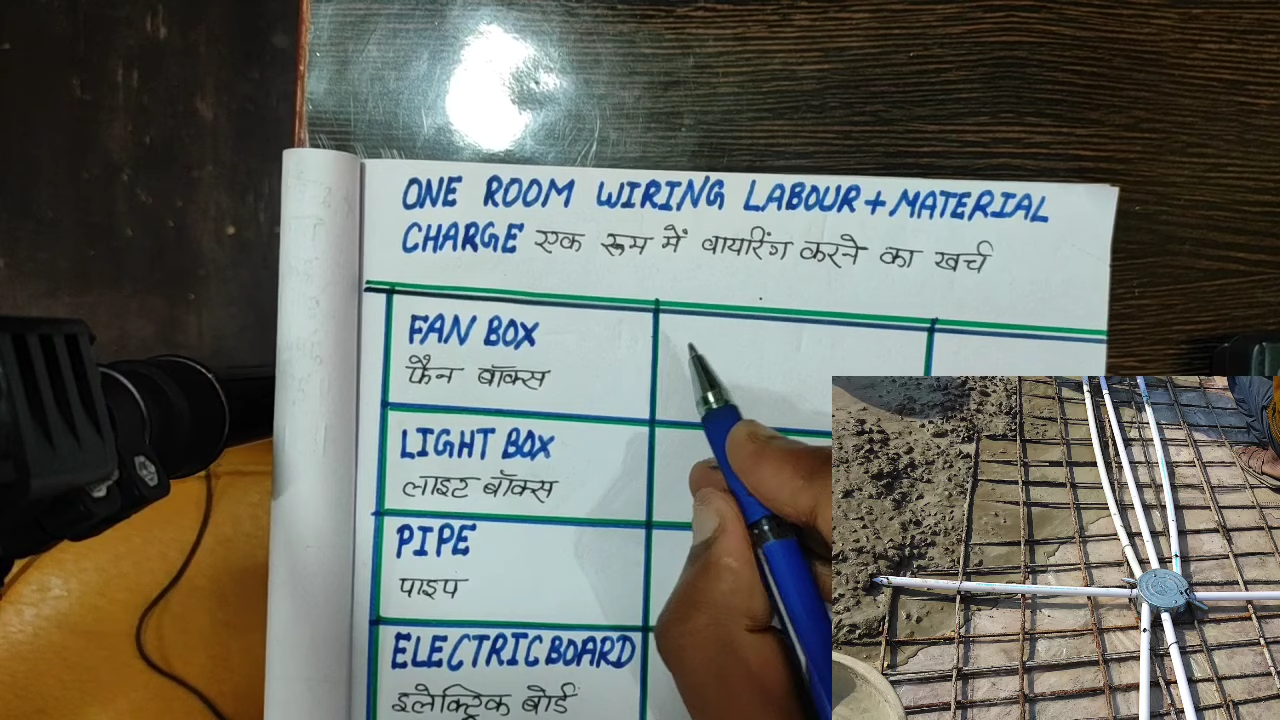 ONE ROOM WIRING LABOUR+MATERIAL
CHARGE एक रूम में वायरिंग करने का खर्च
FAN BOX
फैन बॉक्स
LIGHT BOX
लाइट बॉक्स
PIPE
पाइप
ELECTRIC BOARD
इलेक्ट्रिक बोर्ड